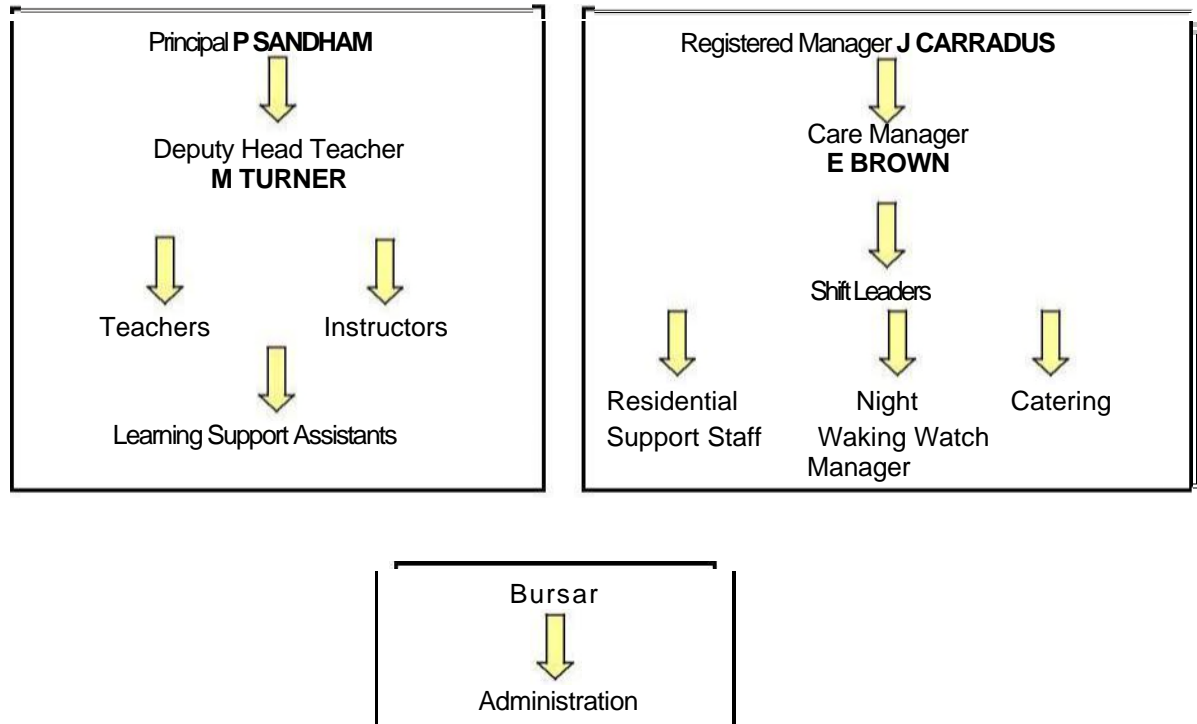 Principal P SANDHAM
Deputy Head Teacher
M TURNER
Teachers
Instructors
Learning Support Assistants
Registered Manager J CARRADUS
Care Manager
E BROWN
Shift Leaders
Residential
Support Staff
Night
Waking Watch
Manager
Catering
Bursar
Administration